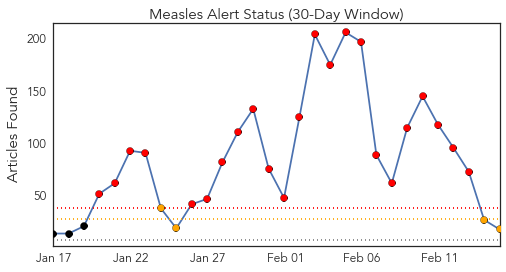 Measles Alert Status (30-Day Window)
Articles Found
200
150
100
50
Jan 17
Jan 22
Jan 27
Feb 01
Feb 06
Feb 11